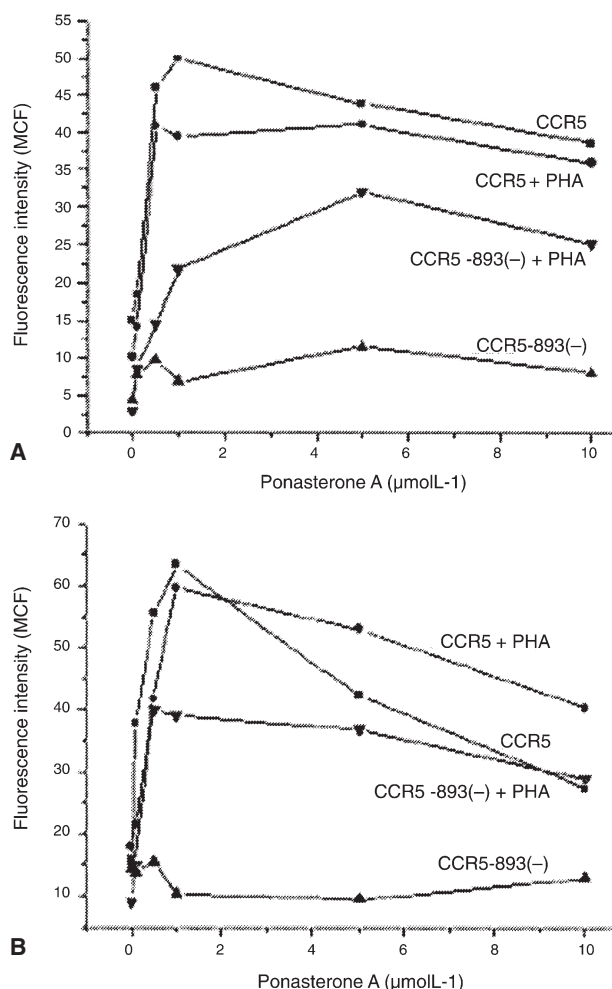 A
Fluorescence intensity (MCF)
55
50
45
40
35
30
25
20
15
10
5
0
CCR5
CCR5 + PHA
CCR5 -893(–) + PHA
CCR5-893(–)
0 2 4 6 8 10
Ponasterone A (µmolL-1)
B
Fluorescence intensity (MCF)
70
60
50
40
30
20
10
CCR5 + PHA
CCR5
CCR5 -893(–) + PHA
CCR5-893(–)
0 2 4 6 8 10
Ponasterone A (µmolL-1)